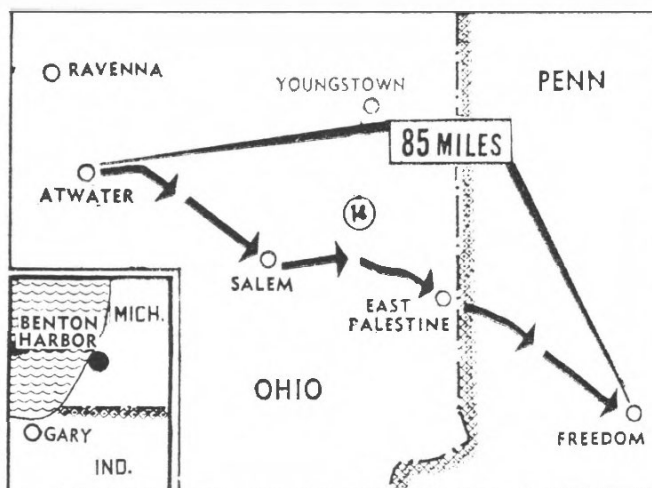 RAVENNA
YOUNGSTOWN
PENN
85 MILES
ATWATER
14
SALEM
EAST
PALESTINE
BENTON
HARBOR
MICH.
OHIO
GARY
IND.
FREEDOM